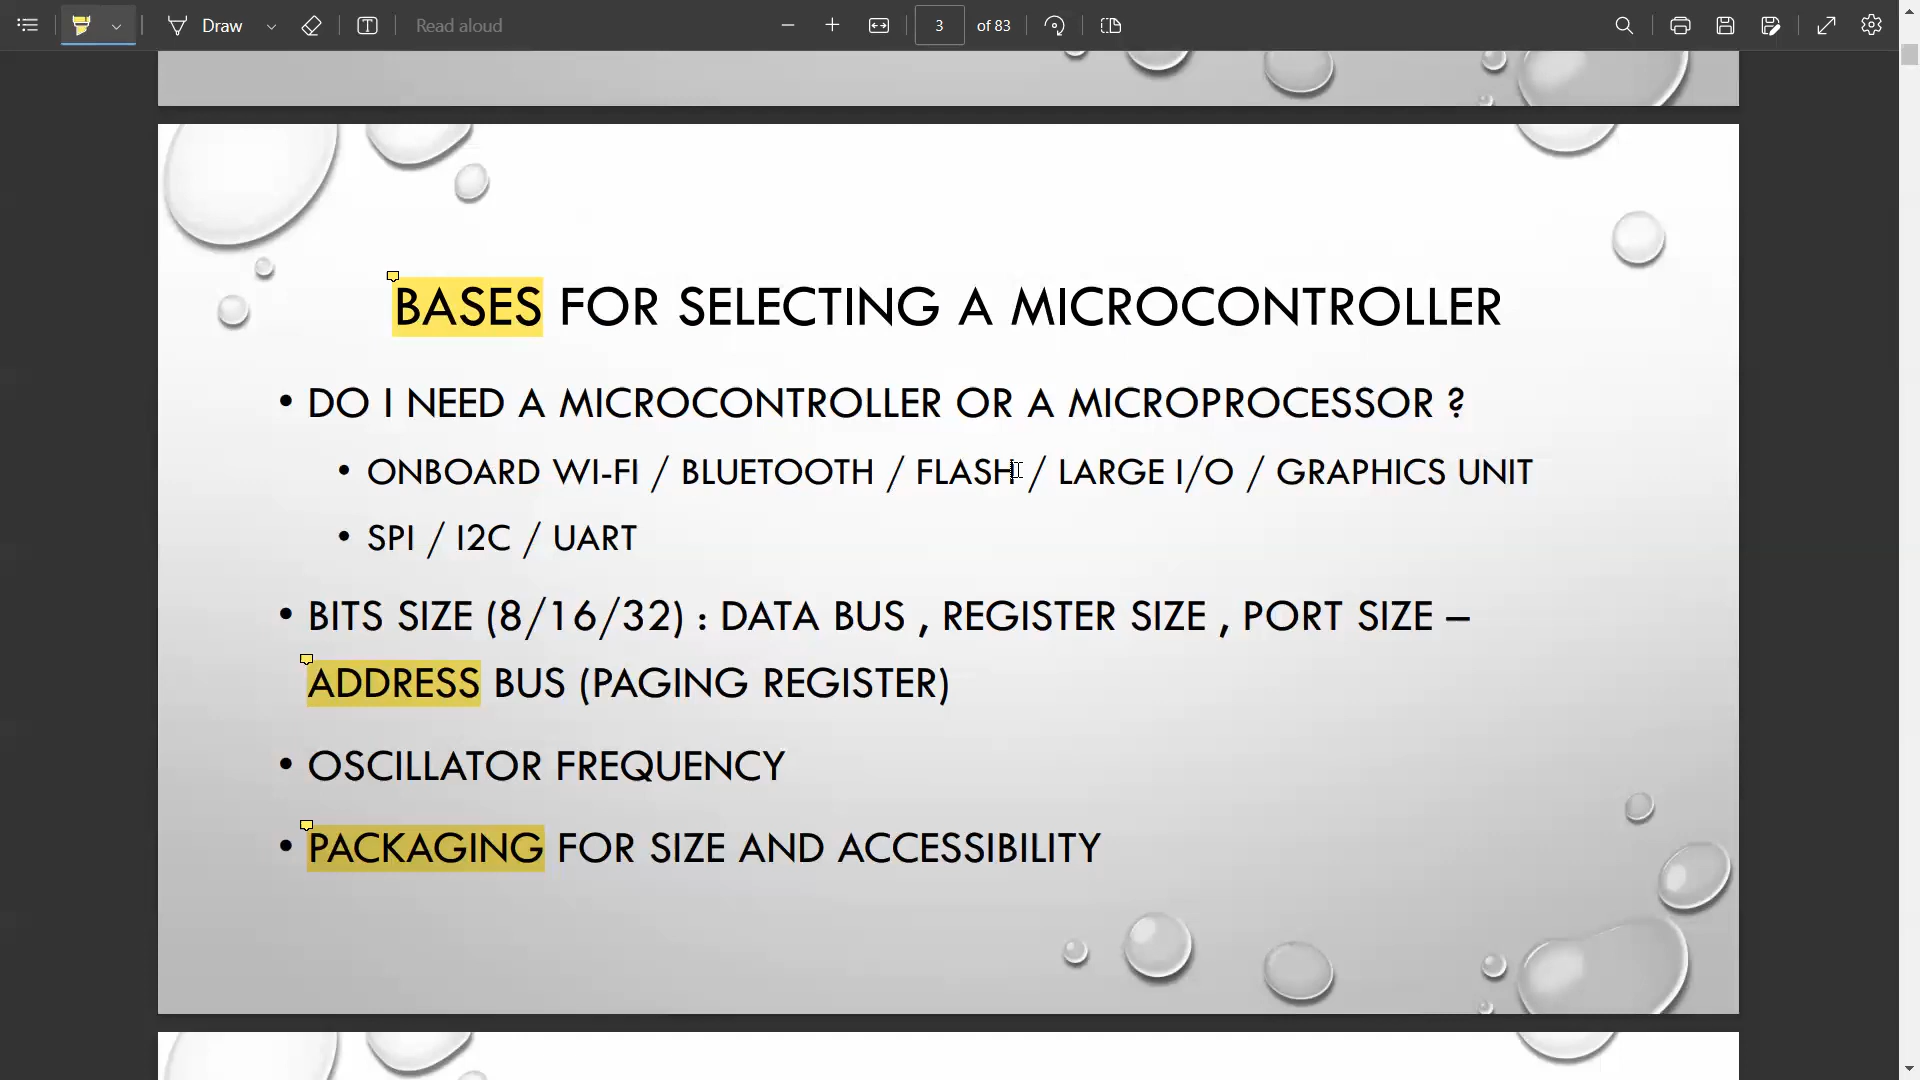 Draw
Read aloud
3 of 83
BASES FOR SELECTING A MICROCONTROLLER
• DO I NEED A MICROCONTROLLER OR A MICROPROCESSOR ?
• ONBOARD WI-FI / BLUETOOTH / FLASH / LARGE I/O / GRAPHICS UNIT
• SPI / I2C / UART
• BITS SIZE (8/16/32) : DATA BUS , REGISTER SIZE , PORT SIZE –
ADDRESS BUS (PAGING REGISTER)
• OSCILLATOR FREQUENCY
• PACKAGING FOR SIZE AND ACCESSIBILITY